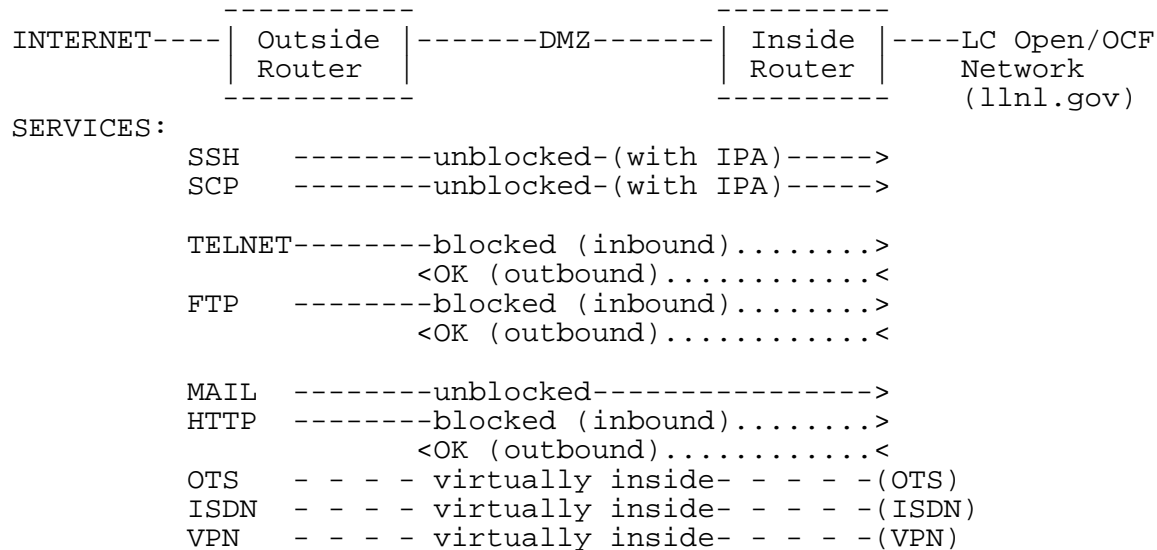 -----------                   ----------
INTERNET----| Outside |-------DMZ-------| Inside |----LC Open/OCF
            | Router  |                 | Router |    Network
            -----------                   ----------    (llnl.gov)
SERVICES:
          SSH   --------unblocked-(with IPA)----->
          SCP   --------unblocked-(with IPA)----->
          TELNET--------blocked (inbound)........>
                       <OK (outbound)............<
          FTP   --------blocked (inbound)........>
                       <OK (outbound)............<
          MAIL  --------unblocked---------------->
          HTTP  --------blocked (inbound)........>
                       <OK (outbound)............<
          OTS   - - - - virtually inside- - - - -(OTS)
          ISDN  - - - - virtually inside- - - - -(ISDN)
          VPN   - - - - virtually inside- - - - -(VPN)